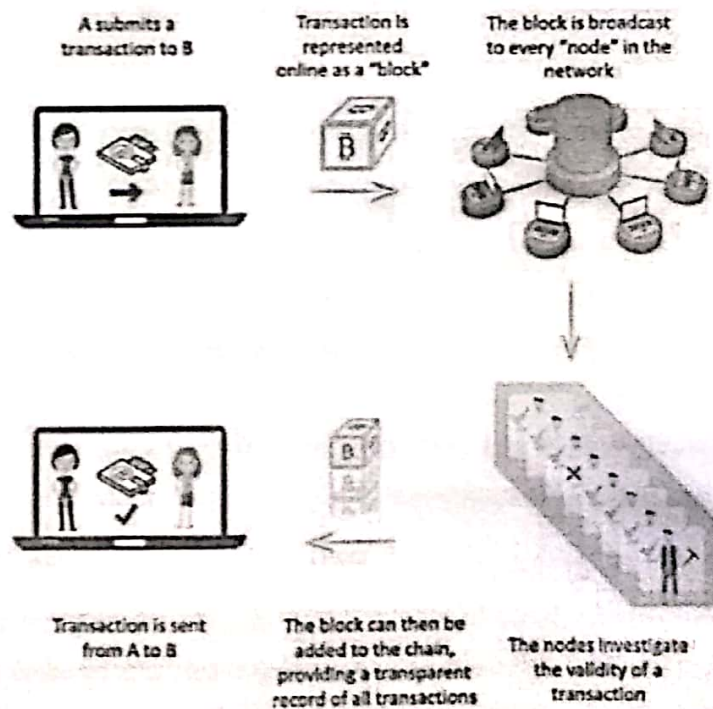 A submits a
transaction to B
Transaction is
represented
online as a "block"
The block is broadcast
to every "node" in the
network
B
B
B
Transaction is sent
from A to B
The block can then be
added to the chain,
providing a transparent
record of all transactions
The nodes investigate
the validity of a
transaction